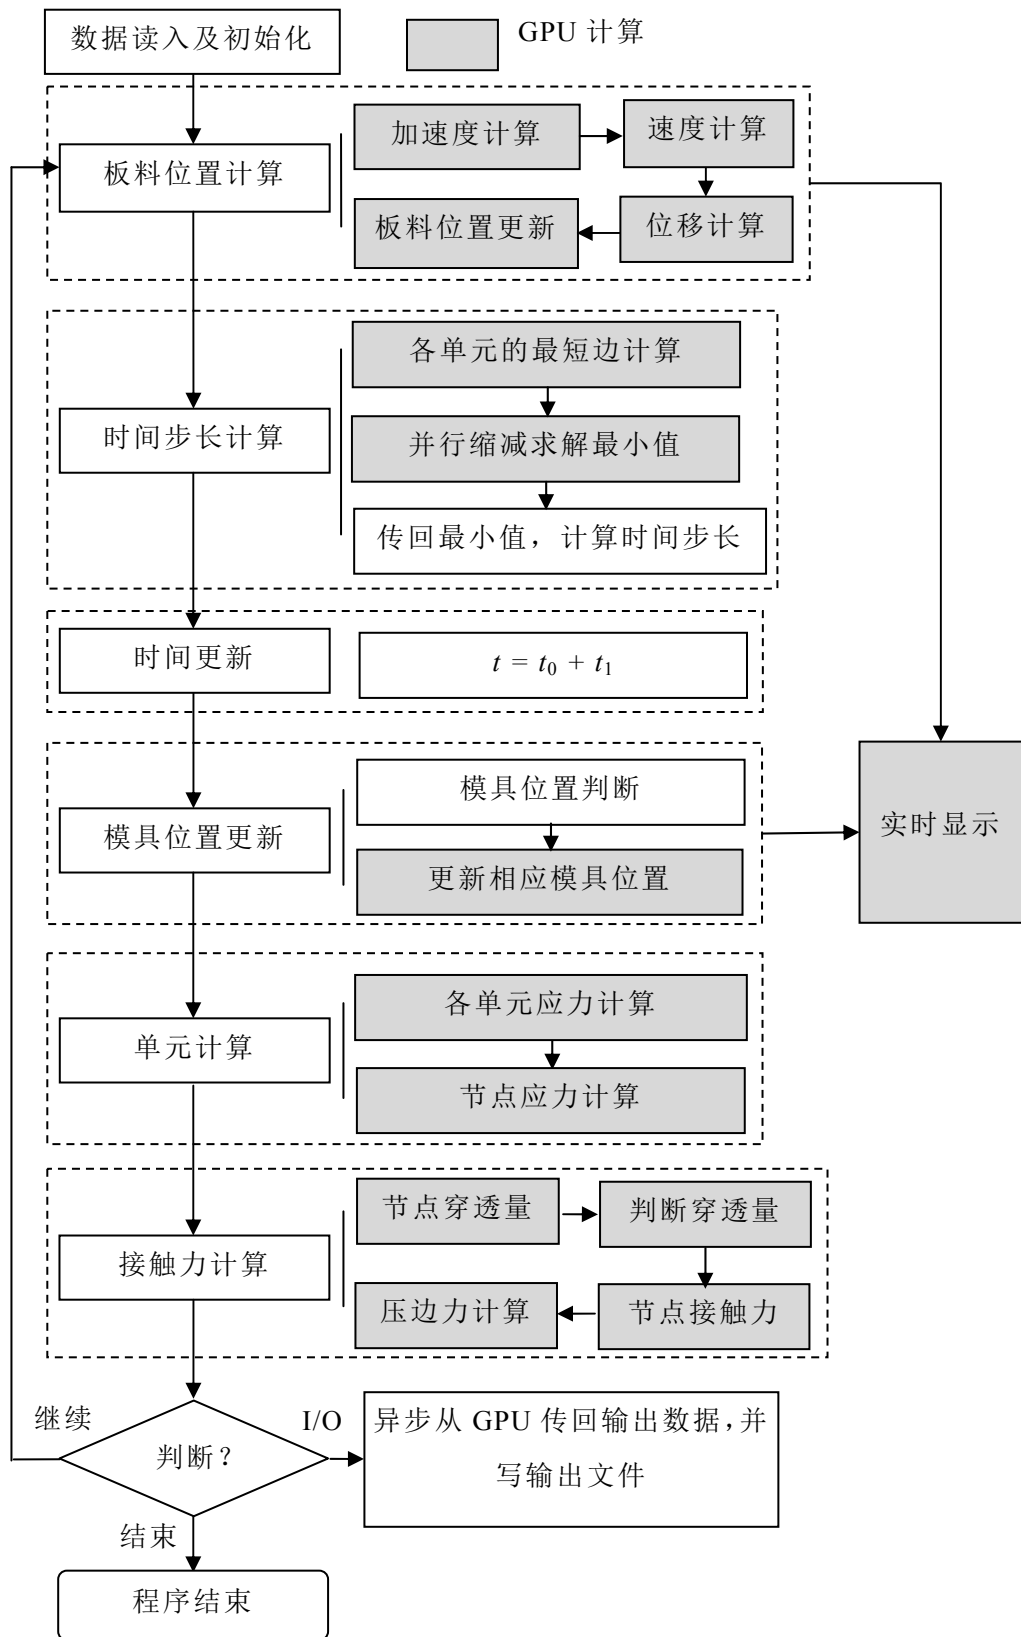 数据读入及初始化
GPU 计算
板料位置计算
加速度计算
速度计算
板料位置更新
位移计算
时间步长计算
各单元的最短边计算
并行缩减求解最小值
传回最小值，计算时间步长
时间更新
t = t₀ + t₁
模具位置更新
模具位置判断
更新相应模具位置
实时显示
单元计算
各单元应力计算
节点应力计算
接触力计算
节点穿透量
判断穿透量
压边力计算
节点接触力
继续
判断？
I/O
异步从 GPU 传回输出数据，并
写输出文件
结束
程序结束